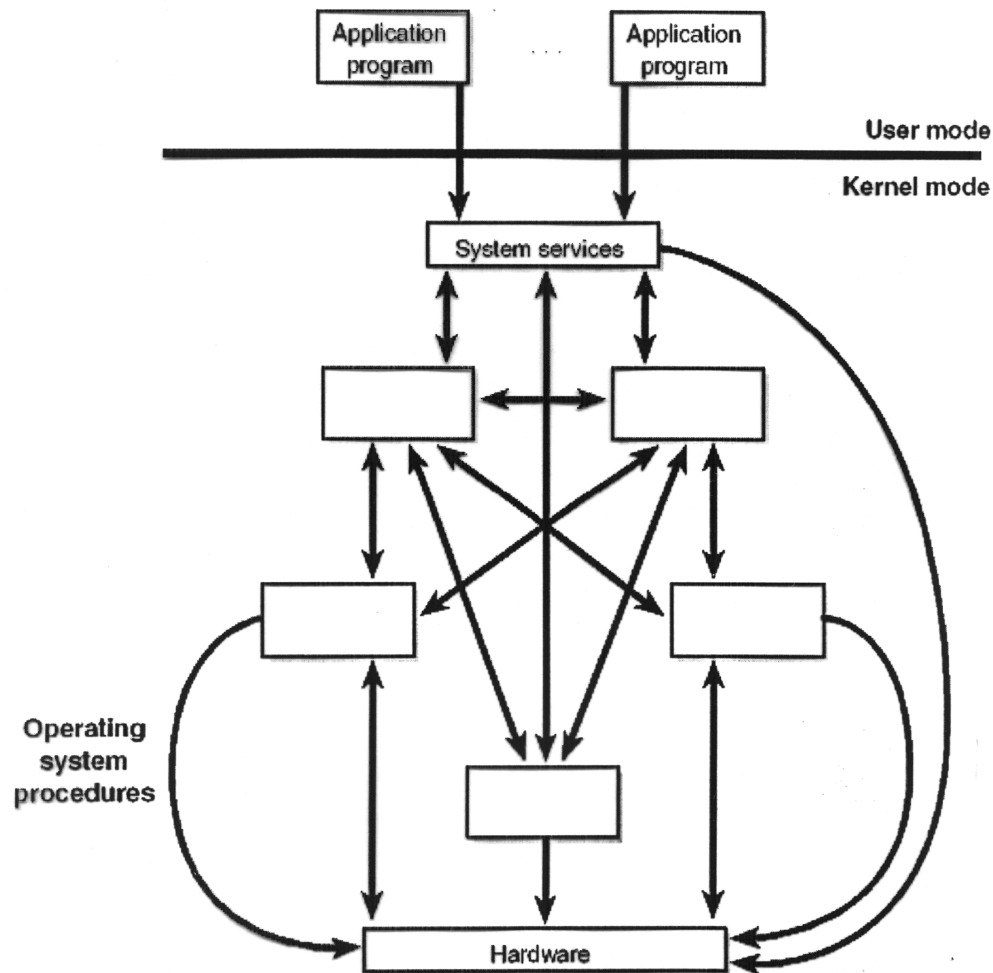 Application
program
. . .
Application
program
User mode
Kernel mode
System services
Operating
system
procedures
Hardware